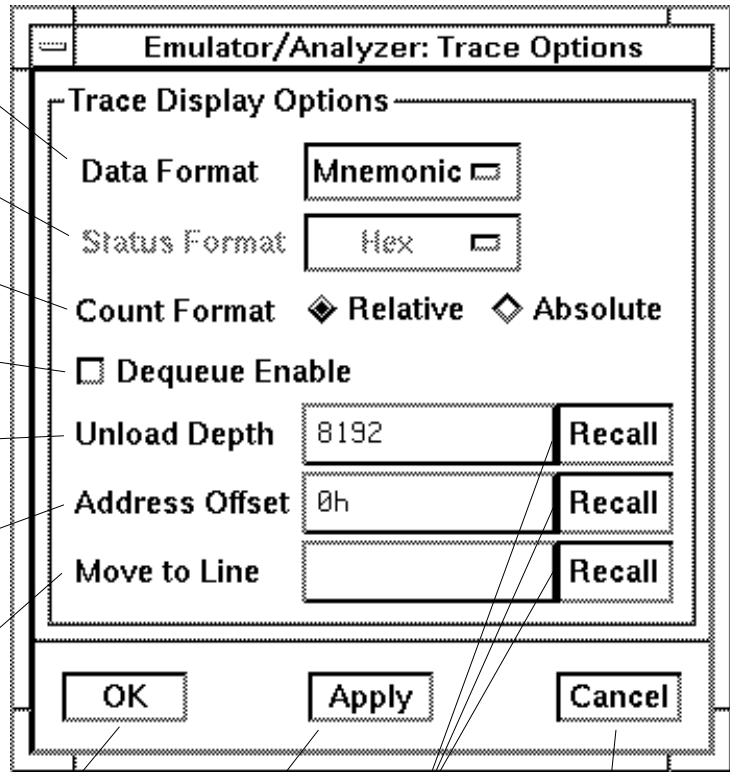 Emulator/Analyzer: Trace Options
Trace Display Options
Data Format Mnemonic
Status Format Hex
Count Format Relative Absolute
Dequeue Enable
Unload Depth 8192 Recall
Address Offset 0h Recall
Move to Line Recall
OK Apply Cancel